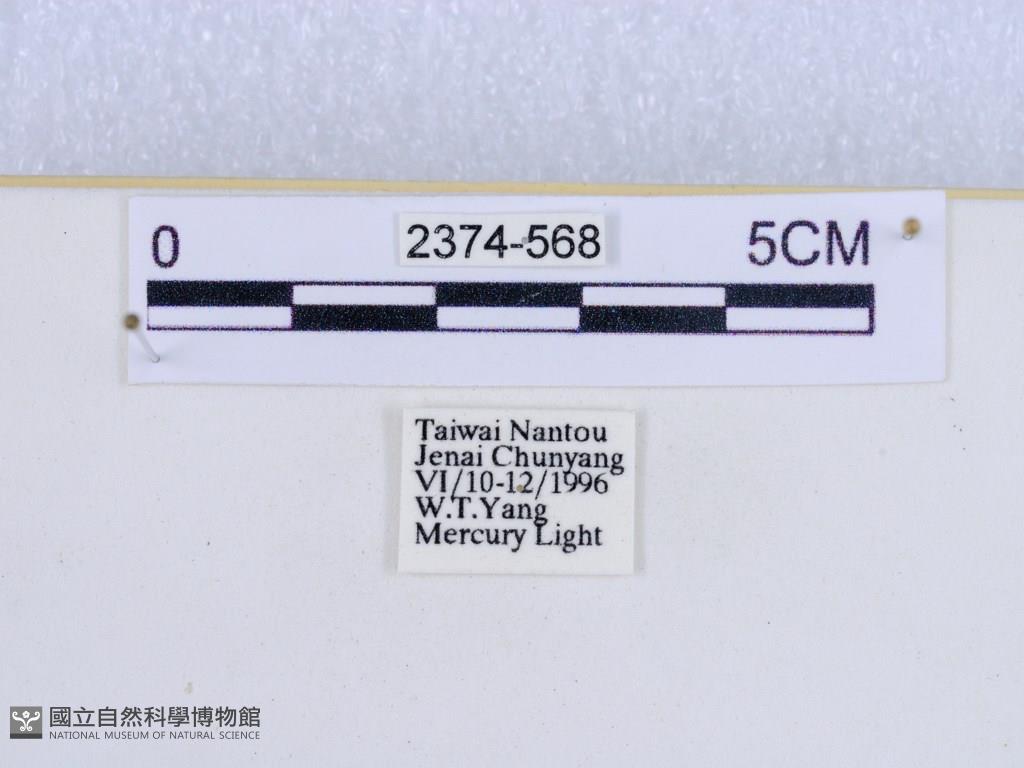 0
2374-568
5CM
Taiwai Nantou
Jenai Chunyang
VI/10-12/1996
W.T.Yang
Mercury Light
國立自然科學博物館
NATIONAL MUSEUM OF NATURAL SCIENCE